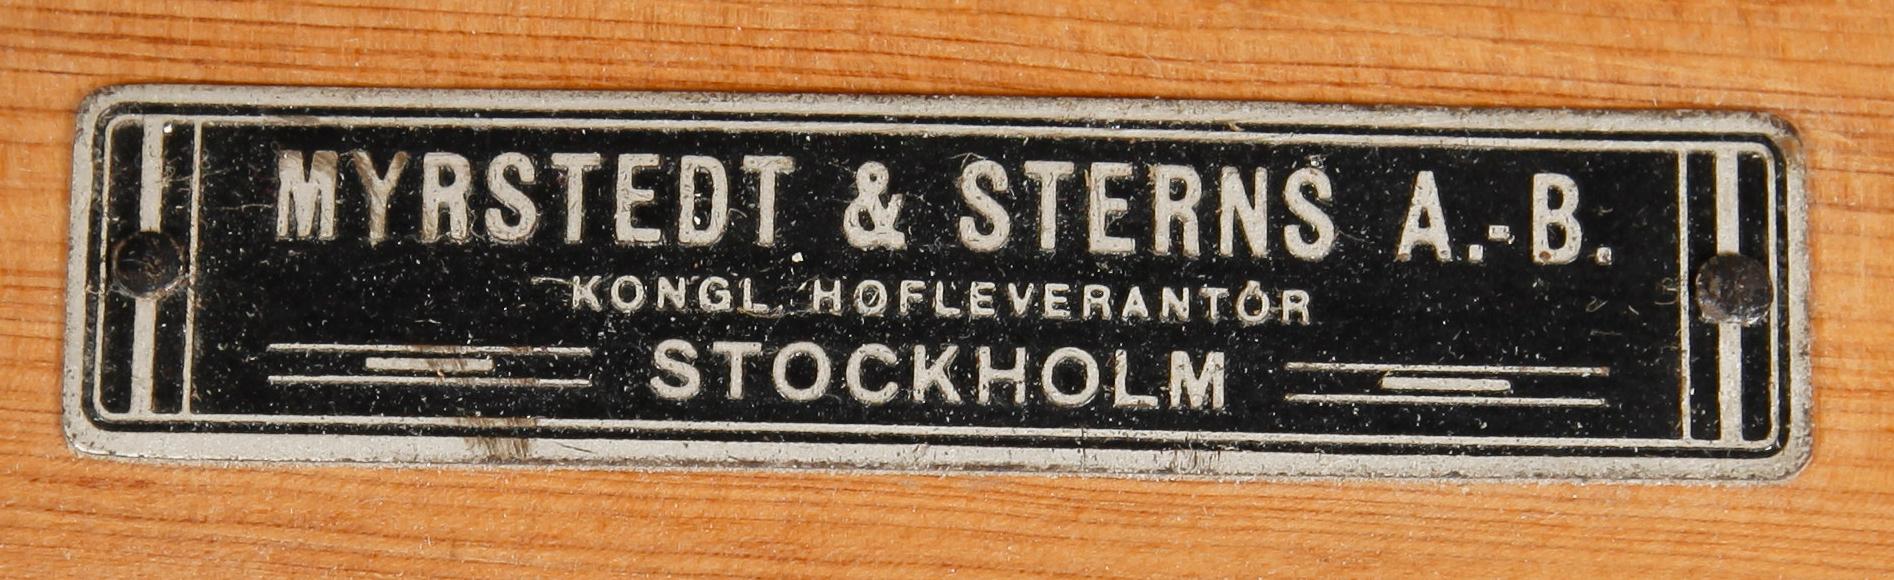 MYRSTEDT & STERNS A.-B.
KONGL. HOFLEVERANTÖR
STOCKHOLM